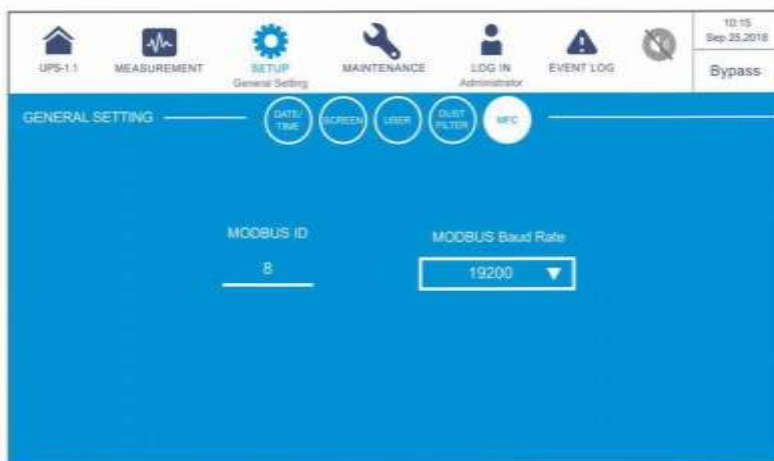 10:15
Sep 25,2018
UPS-1.1
MEASUREMENT
SETUP
General Setting
MAINTENANCE
LOG IN
Administrator
EVENT LOG
Bypass
GENERAL SETTING
DATE/
TIME
SCREEN
USER
DUST
FILTER
MFC
MODBUS ID
MODBUS Baud Rate
8
19200